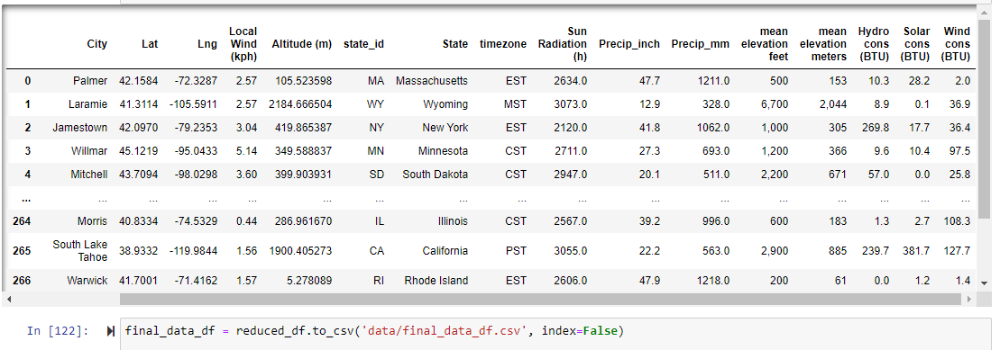 City Lat Lng Local Wind (kph) Altitude (m) state_id State timezone Sun Radiation (h) Precip_inch Precip_mm mean elevation feet mean elevation meters Hydro cons (BTU) Solar cons (BTU) Wind cons (BTU)
0 Palmer 42.1584 -72.3287 2.57 105.523598 MA Massachusetts EST 2634.0 47.7 1211.0 500 153 10.3 28.2 2.0
1 Laramie 41.3114 -105.5911 2.57 2184.666504 WY Wyoming MST 3073.0 12.9 328.0 6,700 2,044 8.9 0.1 36.9
2 Jamestown 42.0970 -79.2353 3.04 419.865387 NY New York EST 2120.0 41.8 1062.0 1,000 305 269.8 17.7 36.4
3 Willmar 45.1219 -95.0433 5.14 349.588837 MN Minnesota CST 2711.0 27.3 693.0 1,200 366 9.6 10.4 97.5
4 Mitchell 43.7094 -98.0298 3.60 399.903931 SD South Dakota CST 2947.0 20.1 511.0 2,200 671 57.0 0.0 25.8
... ... ... ... ... ... ... ... ... ... ... ... ... ... ... ... ...
264 Morris 40.8334 -74.5329 0.44 286.961670 IL Illinois CST 2567.0 39.2 996.0 600 183 1.3 2.7 108.3
265 South Lake Tahoe 38.9332 -119.9844 1.56 1900.405273 CA California PST 3055.0 22.2 563.0 2,900 885 239.7 381.7 127.7
266 Warwick 41.7001 -71.4162 1.57 5.278089 RI Rhode Island EST 2606.0 47.9 1218.0 200 61 0.0 1.2 1.4
In [122]: final_data_df = reduced_df.to_csv('data/final_data_df.csv', index=False)